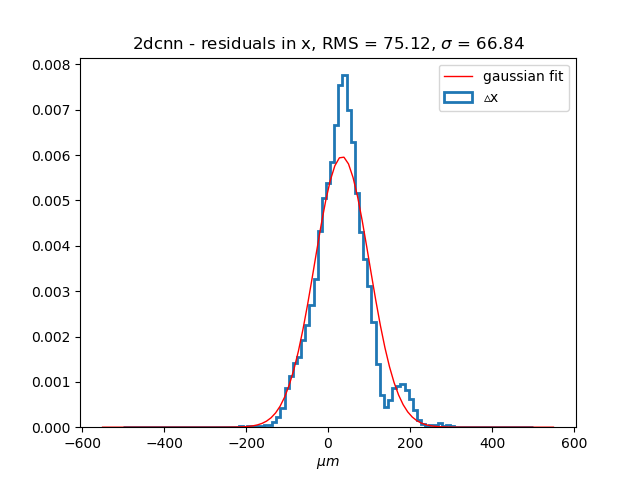 2dcnn - residuals in x, RMS = 75.12, σ = 66.84
gaussian fit
△x
0.008
0.007
0.006
0.005
0.004
0.003
0.002
0.001
0.000
−600 −400 −200 0 200 400 600
μm